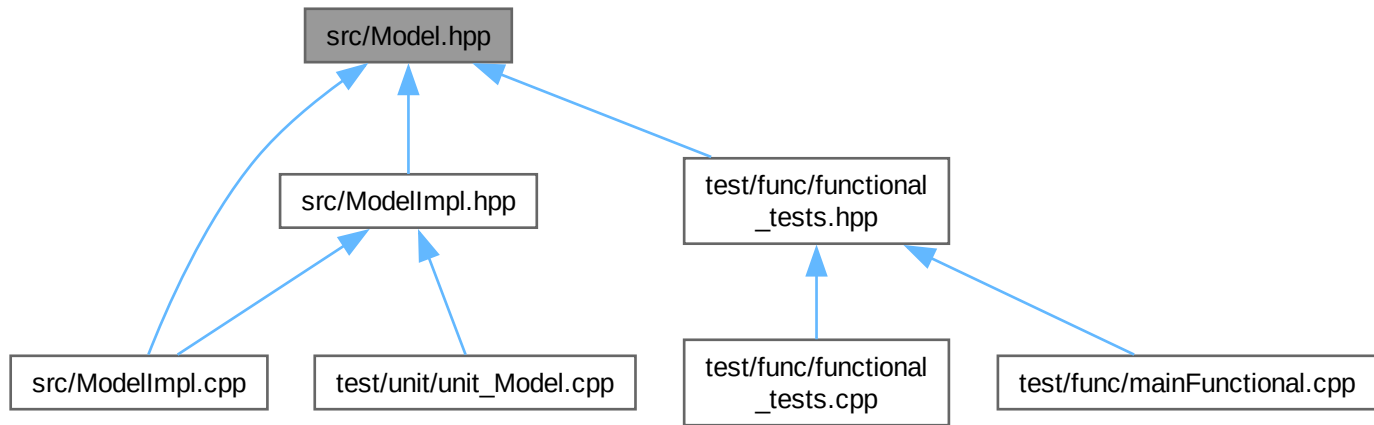 src/Model.hpp
src/ModelImpl.hpp
test/func/functional
_tests.hpp
src/ModelImpl.cpp
test/unit/unit_Model.cpp
test/func/functional
_tests.cpp
test/func/mainFunctional.cpp